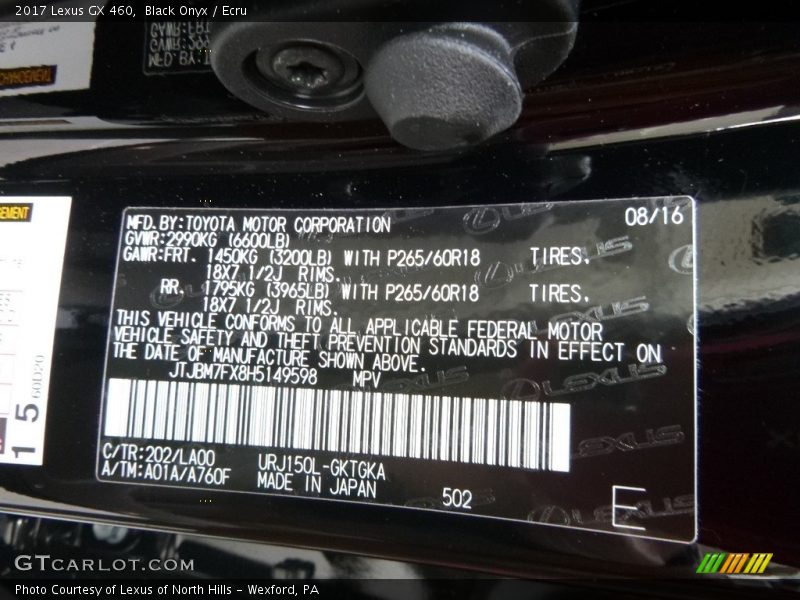 2017 Lexus GX 460, Black Onyx / Ecru
GEMENT
MFD.BY:TOYOTA MOTOR CORPORATION 08/16
GVWR:2990KG (6600LB)
GAWR:FRT. 1450KG (3200LB) WITH P265/60R18 TIRES.
18X7 1/2J RIMS.
RR. 1795KG (3965LB) WITH P265/60R18 TIRES.
18X7 1/2J RIMS.
THIS VEHICLE CONFORMS TO ALL APPLICABLE FEDERAL MOTOR
VEHICLE SAFETY AND THEFT PREVENTION STANDARDS IN EFFECT ON
THE DATE OF MANUFACTURE SHOWN ABOVE.
JTJBM7FX8H5149598 MPV
C/TR:202/LA00 URJ150L-GKTGKA
A/TM:A01A/A760F MADE IN JAPAN 502 E
LEXUS
15
60D20
GTCARLOT.COM
Photo Courtesy of Lexus of North Hills – Wexford, PA